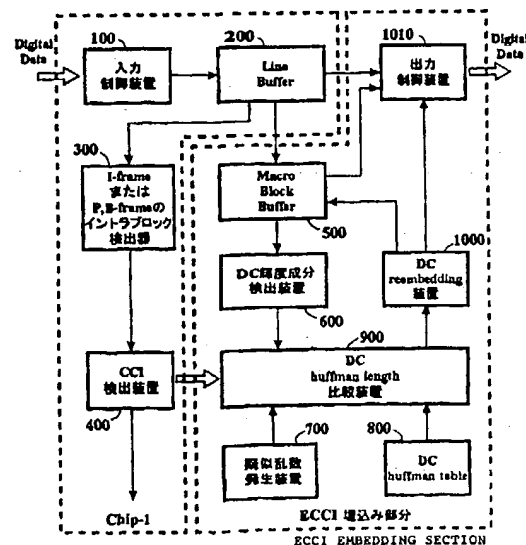 Digital
Data
100
入力
制御装置
200
Line
Buffer
1010
出力
制御装置
Digital
Data
300
I-frame
または
P,B-frameの
イントラブロック
検出器
Macro
Block
Buffer
500
DC輝度成分
検出装置
600
1000
DC
reembedding
装置
900
DC
huffman length
比較装置
CCI
検出装置
400
700
疑似乱数
発生装置
800
DC
huffman table
Chip-1
ECCI 埋込み部分
ECCI EMBEDDING SECTION